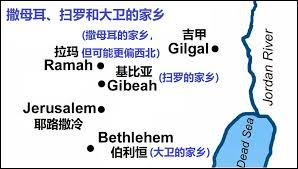 撒母耳、扫罗和大卫的家乡
(撒母耳的家乡,
但可能更偏西北)
吉甲
Gilgal
拉玛
Ramah
基比亚
(扫罗的家乡)
Gibeah
Jerusalem
耶路撒冷
Bethlehem
伯利恒(大卫的家乡)
Jordan River
Dead Sea